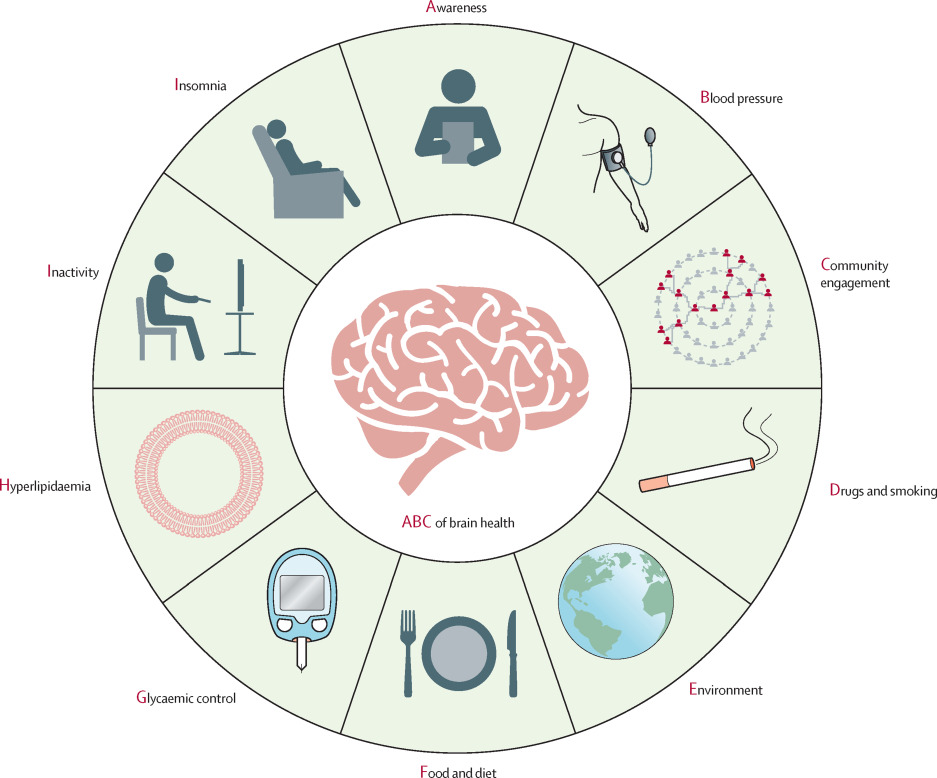 Awareness
Blood pressure
Community
engagement
Drugs and smoking
Environment
Food and diet
Glycaemic control
Hyperlipidaemia
Inactivity
Insomnia
ABC of brain health